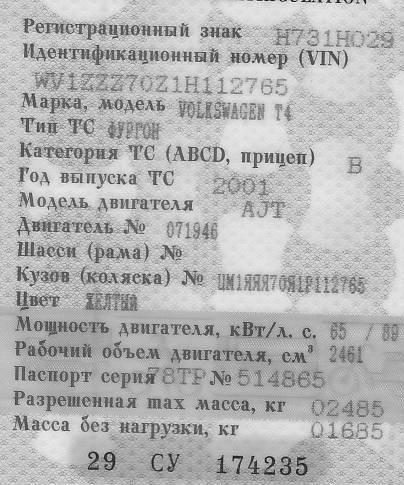 Регистрационный знак Н731НО29
Идентификационный номер (VIN)
WV1ZZZ70Z1H112765
Марка, модель VOLKSWAGEN T4
Тип ТС ФУРГОН
Категория ТС (ABCD, прицеп) B
Год выпуска ТС 2001
Модель двигателя AJT
Двигатель № 071946
Шасси (рама) №
Кузов (коляска) №
Цвет ЖЕЛТЫЙ
Мощность двигателя, кВт/л. с. 65 / 89
Рабочий объем двигателя, см³ 2461
Паспорт серия 78ТР № 514865
Разрешенная max масса, кг 02485
Масса без нагрузки, кг 01685
29 СУ 174235